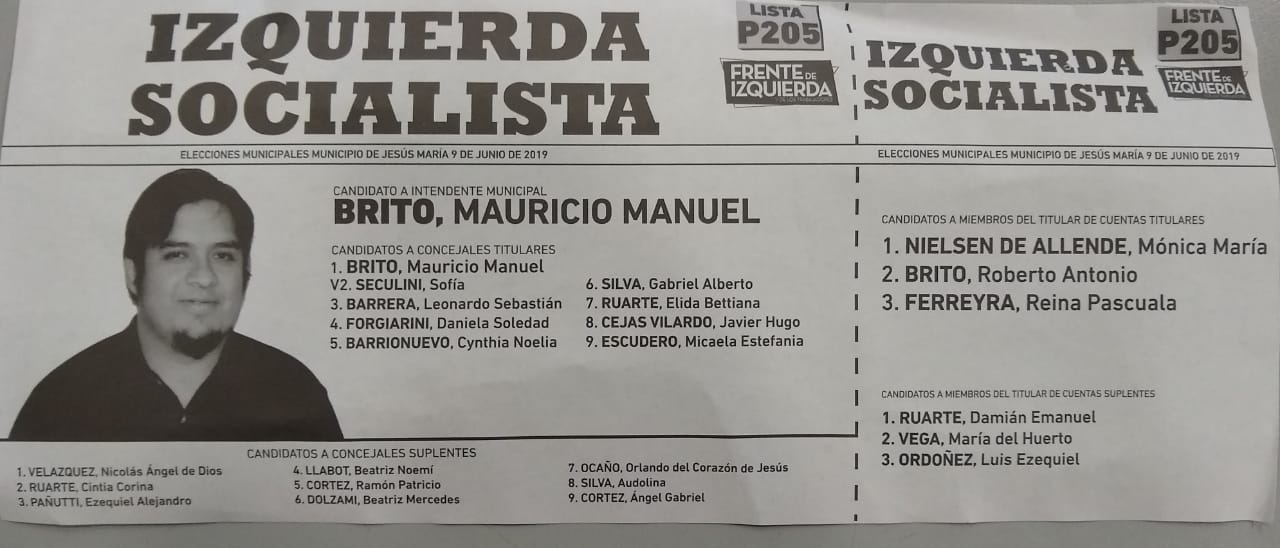 IZQUIERDA
SOCIALISTA
LISTA
P205
FRENTE DE
IZQUIERDA
Y DE LOS TRABAJADORES
ELECCIONES MUNICIPALES MUNICIPIO DE JESÚS MARÍA 9 DE JUNIO DE 2019
CANDIDATO A INTENDENTE MUNICIPAL
BRITO, MAURICIO MANUEL
CANDIDATOS A CONCEJALES TITULARES
1. BRITO, Mauricio Manuel
V2. SECULINI, Sofía
3. BARRERA, Leonardo Sebastián
4. FORGIARINI, Daniela Soledad
5. BARRIONUEVO, Cynthia Noelia
6. SILVA, Gabriel Alberto
7. RUARTE, Elida Bettiana
8. CEJAS VILARDO, Javier Hugo
9. ESCUDERO, Micaela Estefania
CANDIDATOS A CONCEJALES SUPLENTES
1. VELAZQUEZ, Nicolás Ángel de Dios
2. RUARTE, Cintia Corina
3. PAÑUTTI, Ezequiel Alejandro
4. LLABOT, Beatriz Noemí
5. CORTEZ, Ramón Patricio
6. DOLZAMI, Beatriz Mercedes
7. OCAÑO, Orlando del Corazón de Jesús
8. SILVA, Audolina
9. CORTEZ, Ángel Gabriel
IZQUIERDA
SOCIALISTA
LISTA
P205
FRENTE DE
IZQUIERDA
ELECCIONES MUNICIPALES MUNICIPIO DE JESÚS MARÍA 9 DE JUNIO DE 2019
CANDIDATOS A MIEMBROS DEL TITULAR DE CUENTAS TITULARES
1. NIELSEN DE ALLENDE, Mónica María
2. BRITO, Roberto Antonio
3. FERREYRA, Reina Pascuala
CANDIDATOS A MIEMBROS DEL TITULAR DE CUENTAS SUPLENTES
1. RUARTE, Damián Emanuel
2. VEGA, María del Huerto
3. ORDOÑEZ, Luis Ezequiel